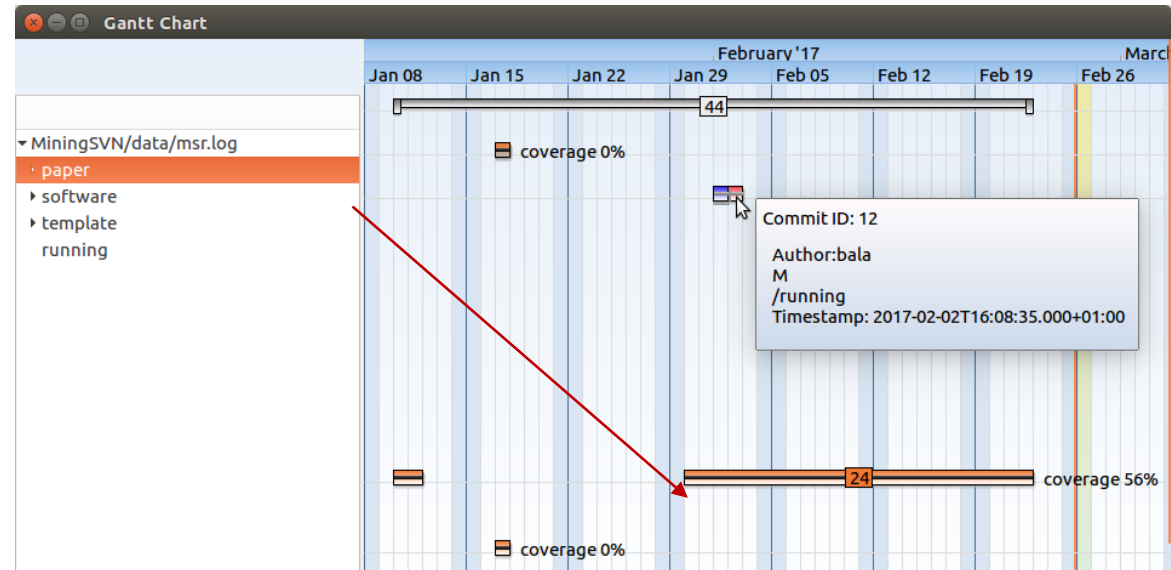 Gantt Chart
February '17
Jan 08 Jan 15 Jan 22 Jan 29 Feb 05 Feb 12 Feb 19 Feb 26
44
MiningSVN/data/msr.log
coverage 0%
paper
software
template
running
Commit ID: 12
Author:bala
M
/running
Timestamp: 2017-02-02T16:08:35.000+01:00
24
coverage 56%
coverage 0%